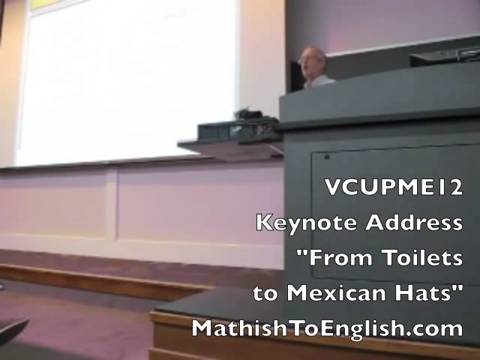 VCUPME12
Keynote Address
"From Toilets
to Mexican Hats"
MathishToEnglish.com